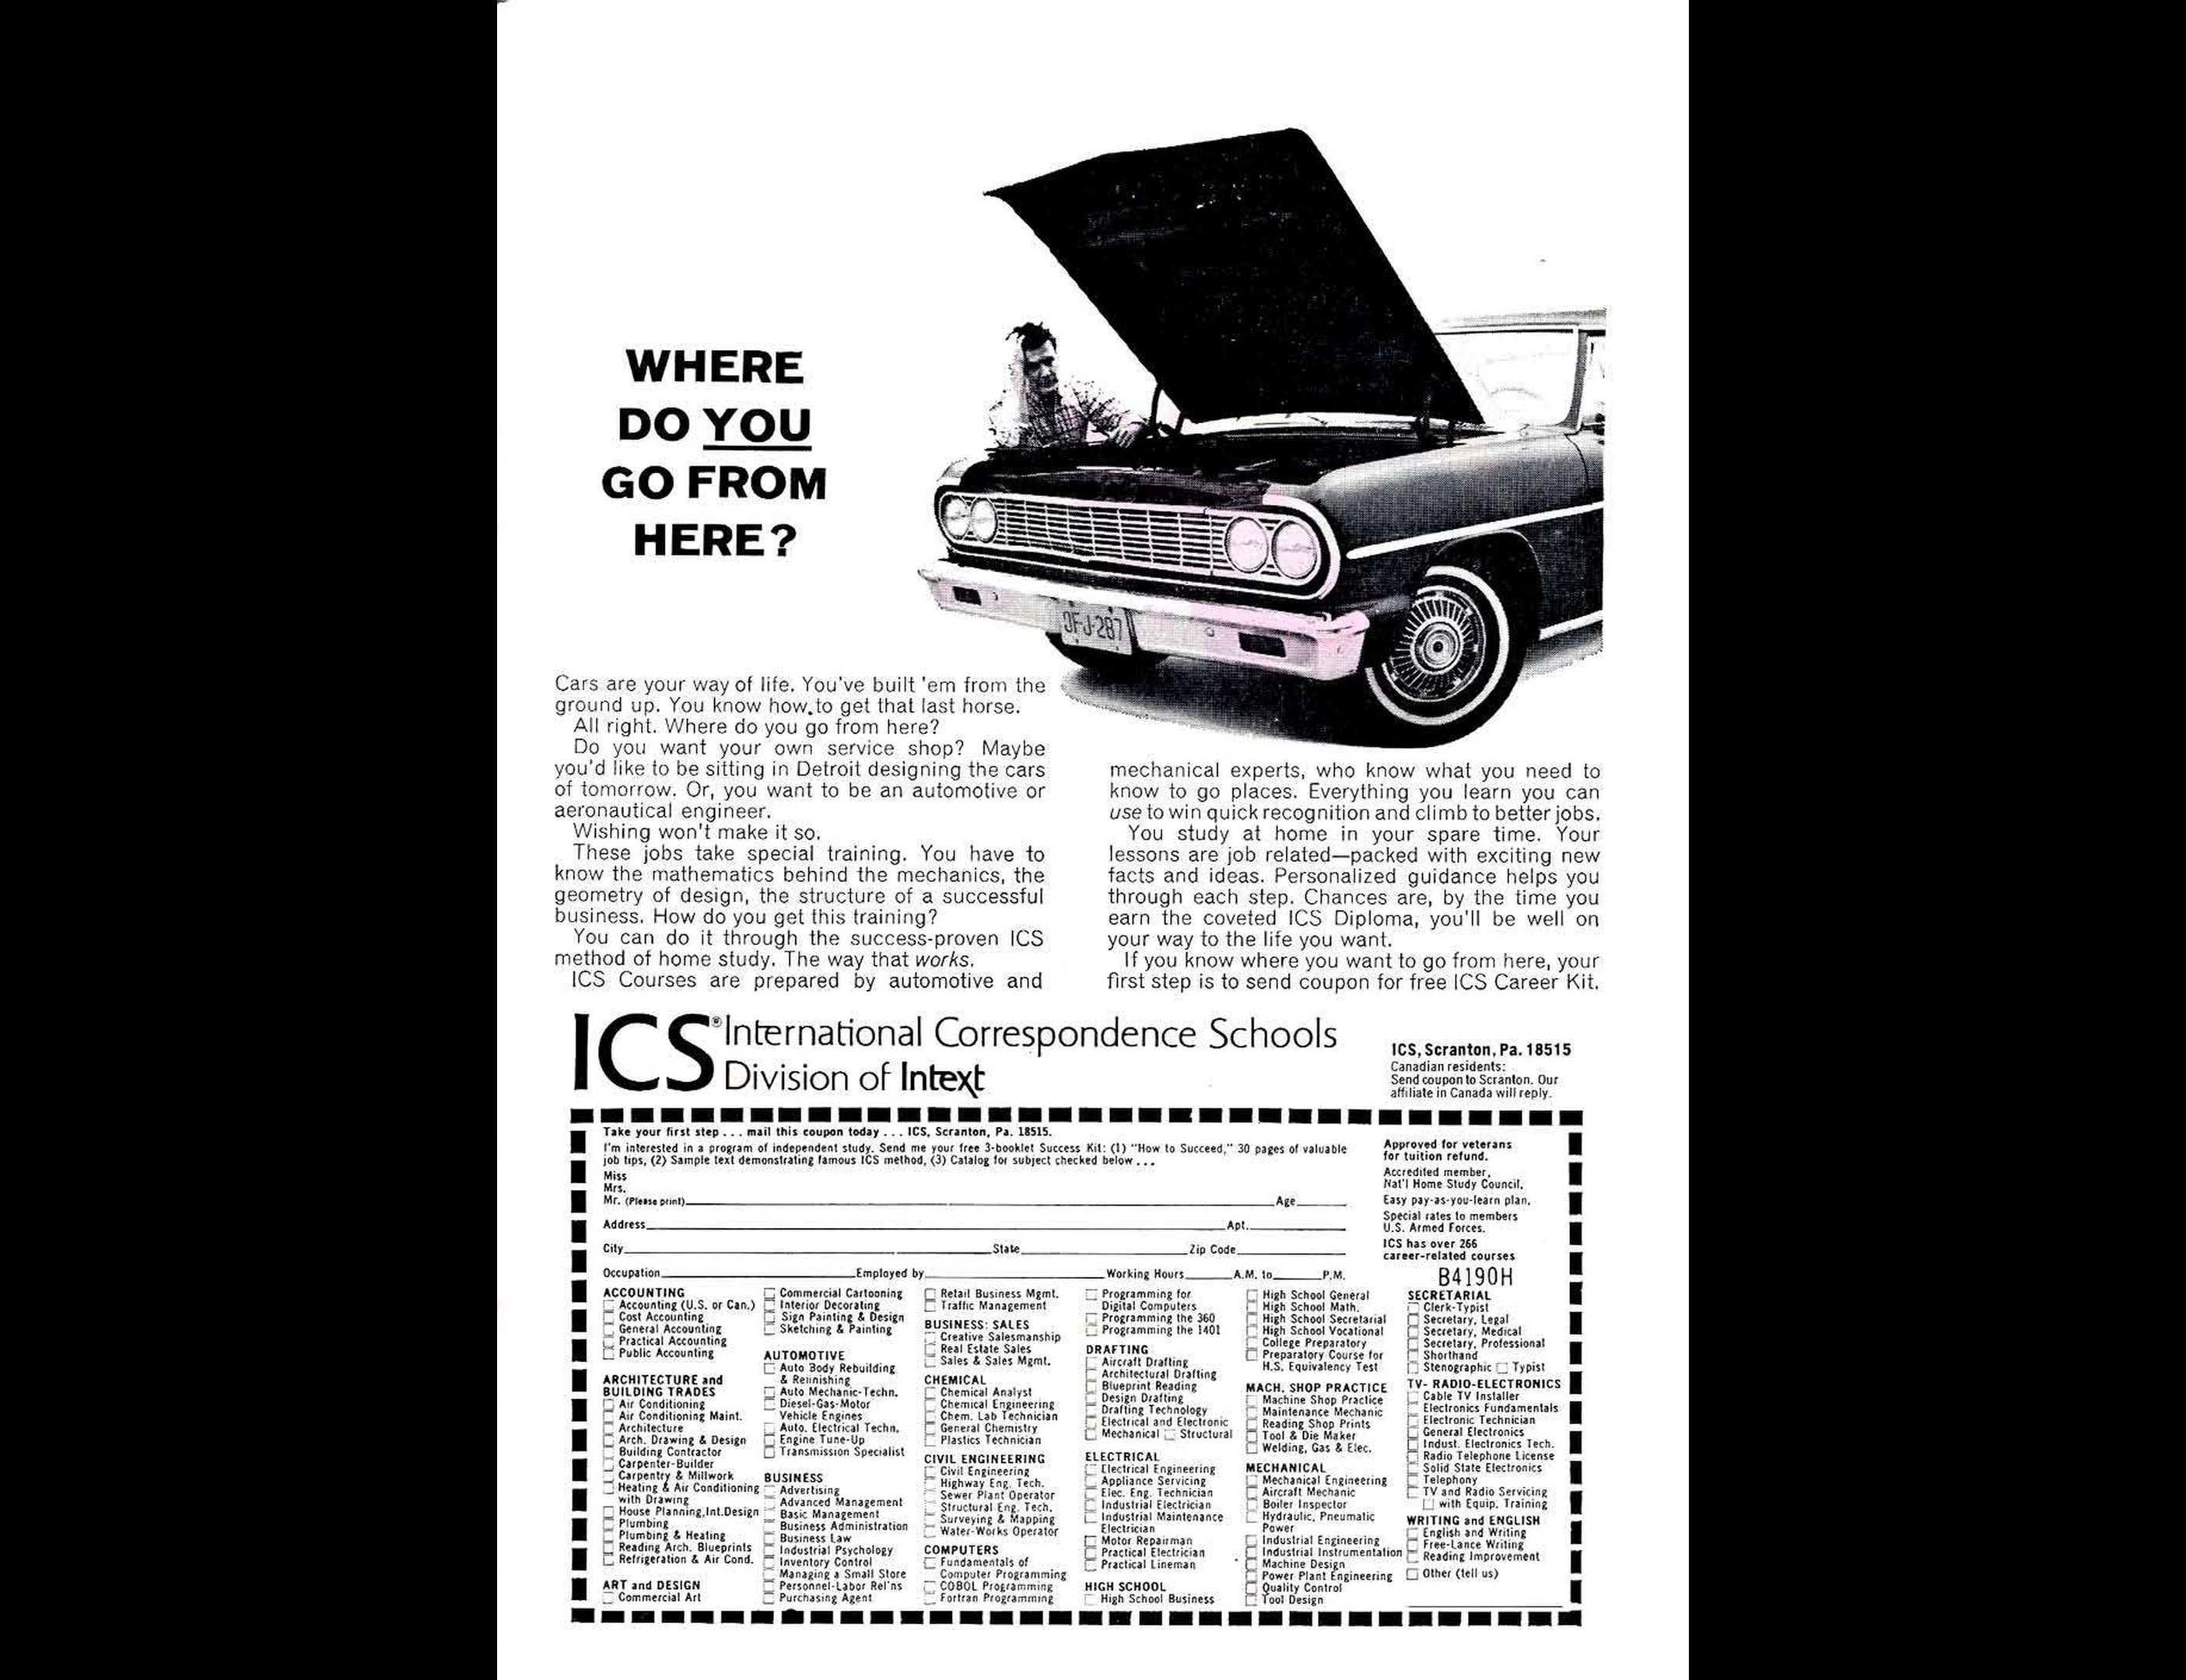 WHERE
DO YOU
GO FROM
HERE?
OFJ-287
Cars are your way of life. You've built 'em from the
ground up. You know how to get that last horse.
All right. Where do you go from here?
Do you want your own service shop? Maybe
you'd like to be sitting in Detroit designing the cars
of tomorrow. Or, you want to be an automotive or
aeronautical engineer.
Wishing won't make it so.
These jobs take special training. You have to
know the mathematics behind the mechanics, the
geometry of design, the structure of a successful
business. How do you get this training?
You can do it through the success-proven ICS
method of home study. The way that works.
ICS Courses are prepared by automotive and
mechanical experts, who know what you need to
know to go places. Everything you learn you can
use to win quick recognition and climb to better jobs.
You study at home in your spare time. Your
lessons are job related—packed with exciting new
facts and ideas. Personalized guidance helps you
through each step. Chances are, by the time you
earn the coveted ICS Diploma, you'll be well on
your way to the life you want.
If you know where you want to go from here, your
first step is to send coupon for free ICS Career Kit.
ICS® International Correspondence Schools
Division of Intext
ICS, Scranton, Pa. 18515
Canadian residents:
Send coupon to Scranton. Our
affiliate in Canada will reply.
Take your first step . . . mail this coupon today . . . ICS, Scranton, Pa. 18515.
I'm interested in a program of independent study. Send me your free 3-booklet Success Kit: (1) "How to Succeed," 30 pages of valuable
job tips, (2) Sample text demonstrating famous ICS method, (3) Catalog for subject checked below . . .
Miss
Mrs.
Mr. (Please print) Age
Address Apt.
City State Zip Code
Occupation Employed by Working Hours A.M. to P.M.
Approved for veterans
for tuition refund.
Accredited member,
Nat'l Home Study Council.
Easy pay-as-you-learn plan.
Special rates to members
U.S. Armed Forces.
ICS has over 266
career-related courses
B4190H
ACCOUNTING
Accounting (U.S. or Can.)
Cost Accounting
General Accounting
Practical Accounting
Public Accounting
ARCHITECTURE and
BUILDING TRADES
Air Conditioning
Air Conditioning Maint.
Architecture
Arch. Drawing & Design
Building Contractor
Carpenter-Builder
Carpentry & Millwork
Heating & Air Conditioning
with Drawing
House Planning, Int. Design
Plumbing
Plumbing & Heating
Reading Arch. Blueprints
Refrigeration & Air Cond.
ART and DESIGN
Commercial Art
Commercial Cartooning
Interior Decorating
Sign Painting & Design
Sketching & Painting
AUTOMOTIVE
Auto Body Rebuilding
& Refinishing
Auto Mechanic-Techn.
Diesel-Gas-Motor
Vehicle Engines
Auto. Electrical Techn.
Engine Tune-Up
Transmission Specialist
BUSINESS
Advertising
Advanced Management
Basic Management
Business Administration
Business Law
Industrial Psychology
Inventory Control
Managing a Small Store
Personnel-Labor Rel'ns
Purchasing Agent
Retail Business Mgmt.
Traffic Management
BUSINESS: SALES
Creative Salesmanship
Real Estate Sales
Sales & Sales Mgmt.
CHEMICAL
Chemical Analyst
Chemical Engineering
Chem. Lab Technician
General Chemistry
Plastics Technician
CIVIL ENGINEERING
Civil Engineering
Highway Eng. Tech.
Sewer Plant Operator
Structural Eng. Tech.
Surveying & Mapping
Water-Works Operator
COMPUTERS
Fundamentals of
Computer Programming
COBOL Programming
Fortran Programming
Programming for
Digital Computers
Programming the 360
Programming the 1401
DRAFTING
Aircraft Drafting
Architectural Drafting
Blueprint Reading
Design Drafting
Drafting Technology
Electrical and Electronic
Mechanical Structural
ELECTRICAL
Electrical Engineering
Appliance Servicing
Elec. Eng. Technician
Industrial Electrician
Industrial Maintenance
Electrician
Motor Repairman
Practical Electrician
Practical Lineman
HIGH SCHOOL
High School Business
High School General
High School Math.
High School Secretarial
High School Vocational
College Preparatory
Preparatory Course for
H.S. Equivalency Test
MACH. SHOP PRACTICE
Machine Shop Practice
Maintenance Mechanic
Reading Shop Prints
Tool & Die Maker
Welding, Gas & Elec.
MECHANICAL
Mechanical Engineering
Aircraft Mechanic
Boiler Inspector
Hydraulic, Pneumatic
Power
Industrial Engineering
Industrial Instrumentation
Machine Design
Power Plant Engineering
Quality Control
Tool Design
SECRETARIAL
Clerk-Typist
Secretary, Legal
Secretary, Medical
Secretary, Professional
Shorthand
Stenographic Typist
TV- RADIO-ELECTRONICS
Cable TV Installer
Electronics Fundamentals
Electronic Technician
General Electronics
Indust. Electronics Tech.
Radio Telephone License
Solid State Electronics
Telephony
TV and Radio Servicing
with Equip. Training
WRITING and ENGLISH
English and Writing
Free-Lance Writing
Reading Improvement
Other (tell us)